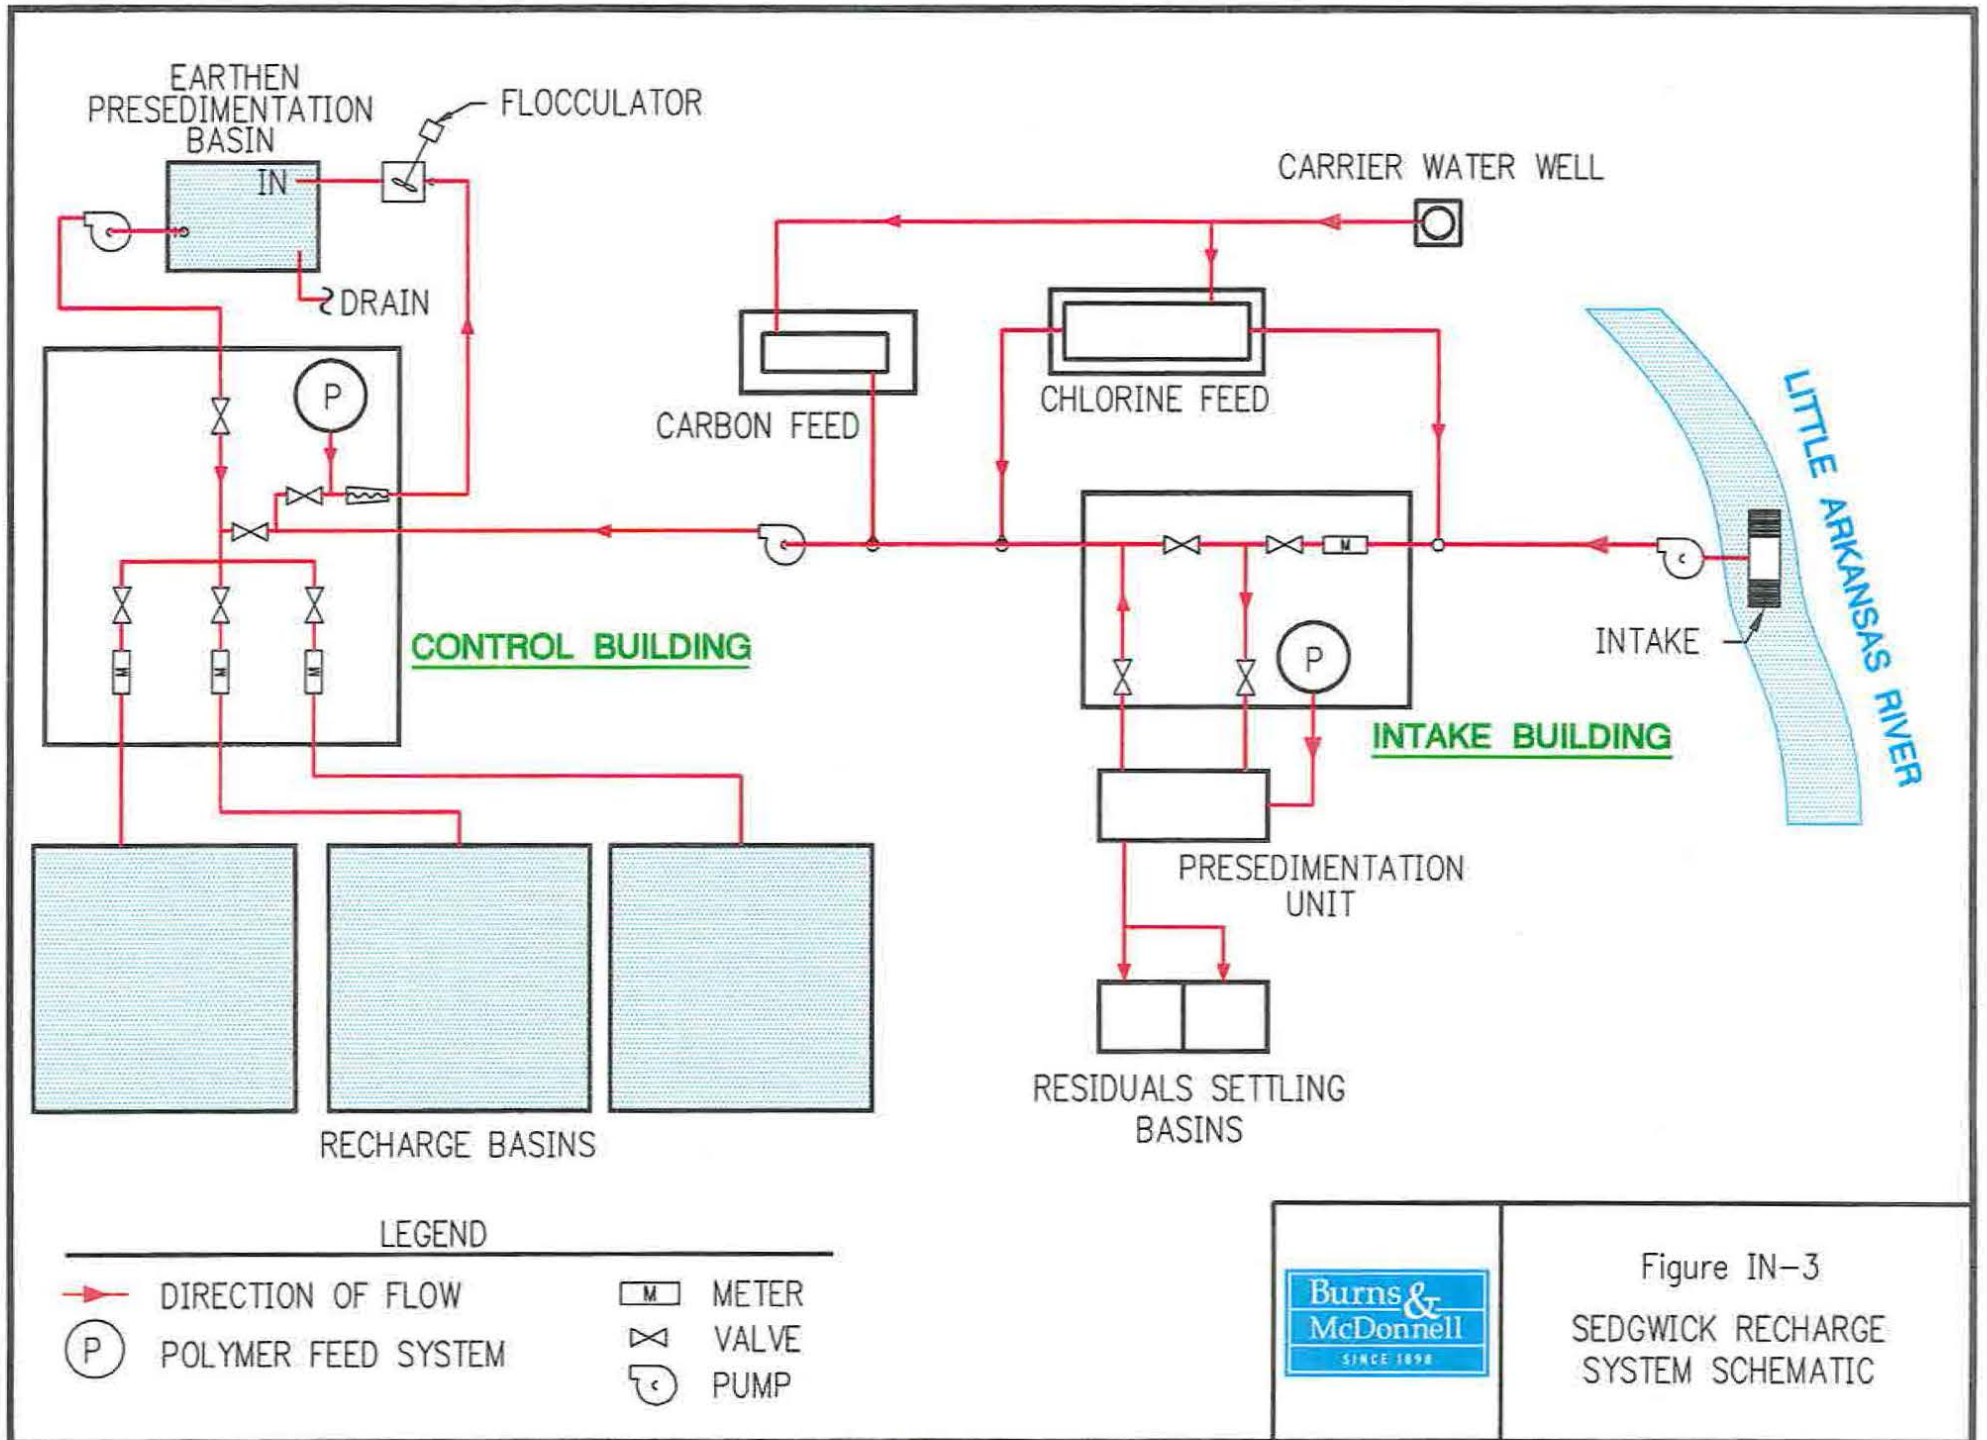 EARTHEN
PRESEDIMENTATION
BASIN
IN
FLOCCULATOR
DRAIN
P
CARBON FEED
CHLORINE FEED
CARRIER WATER WELL
LITTLE ARKANSAS RIVER
M
C
INTAKE
P
CONTROL BUILDING
M
M
M
INTAKE BUILDING
PRESEDIMENTATION
UNIT
RESIDUALS SETTLING
BASINS
RECHARGE BASINS
LEGEND
DIRECTION OF FLOW
P POLYMER FEED SYSTEM
M METER
VALVE
C PUMP
Burns &
McDonnell
SINCE 1898
Figure IN-3
SEDGWICK RECHARGE
SYSTEM SCHEMATIC